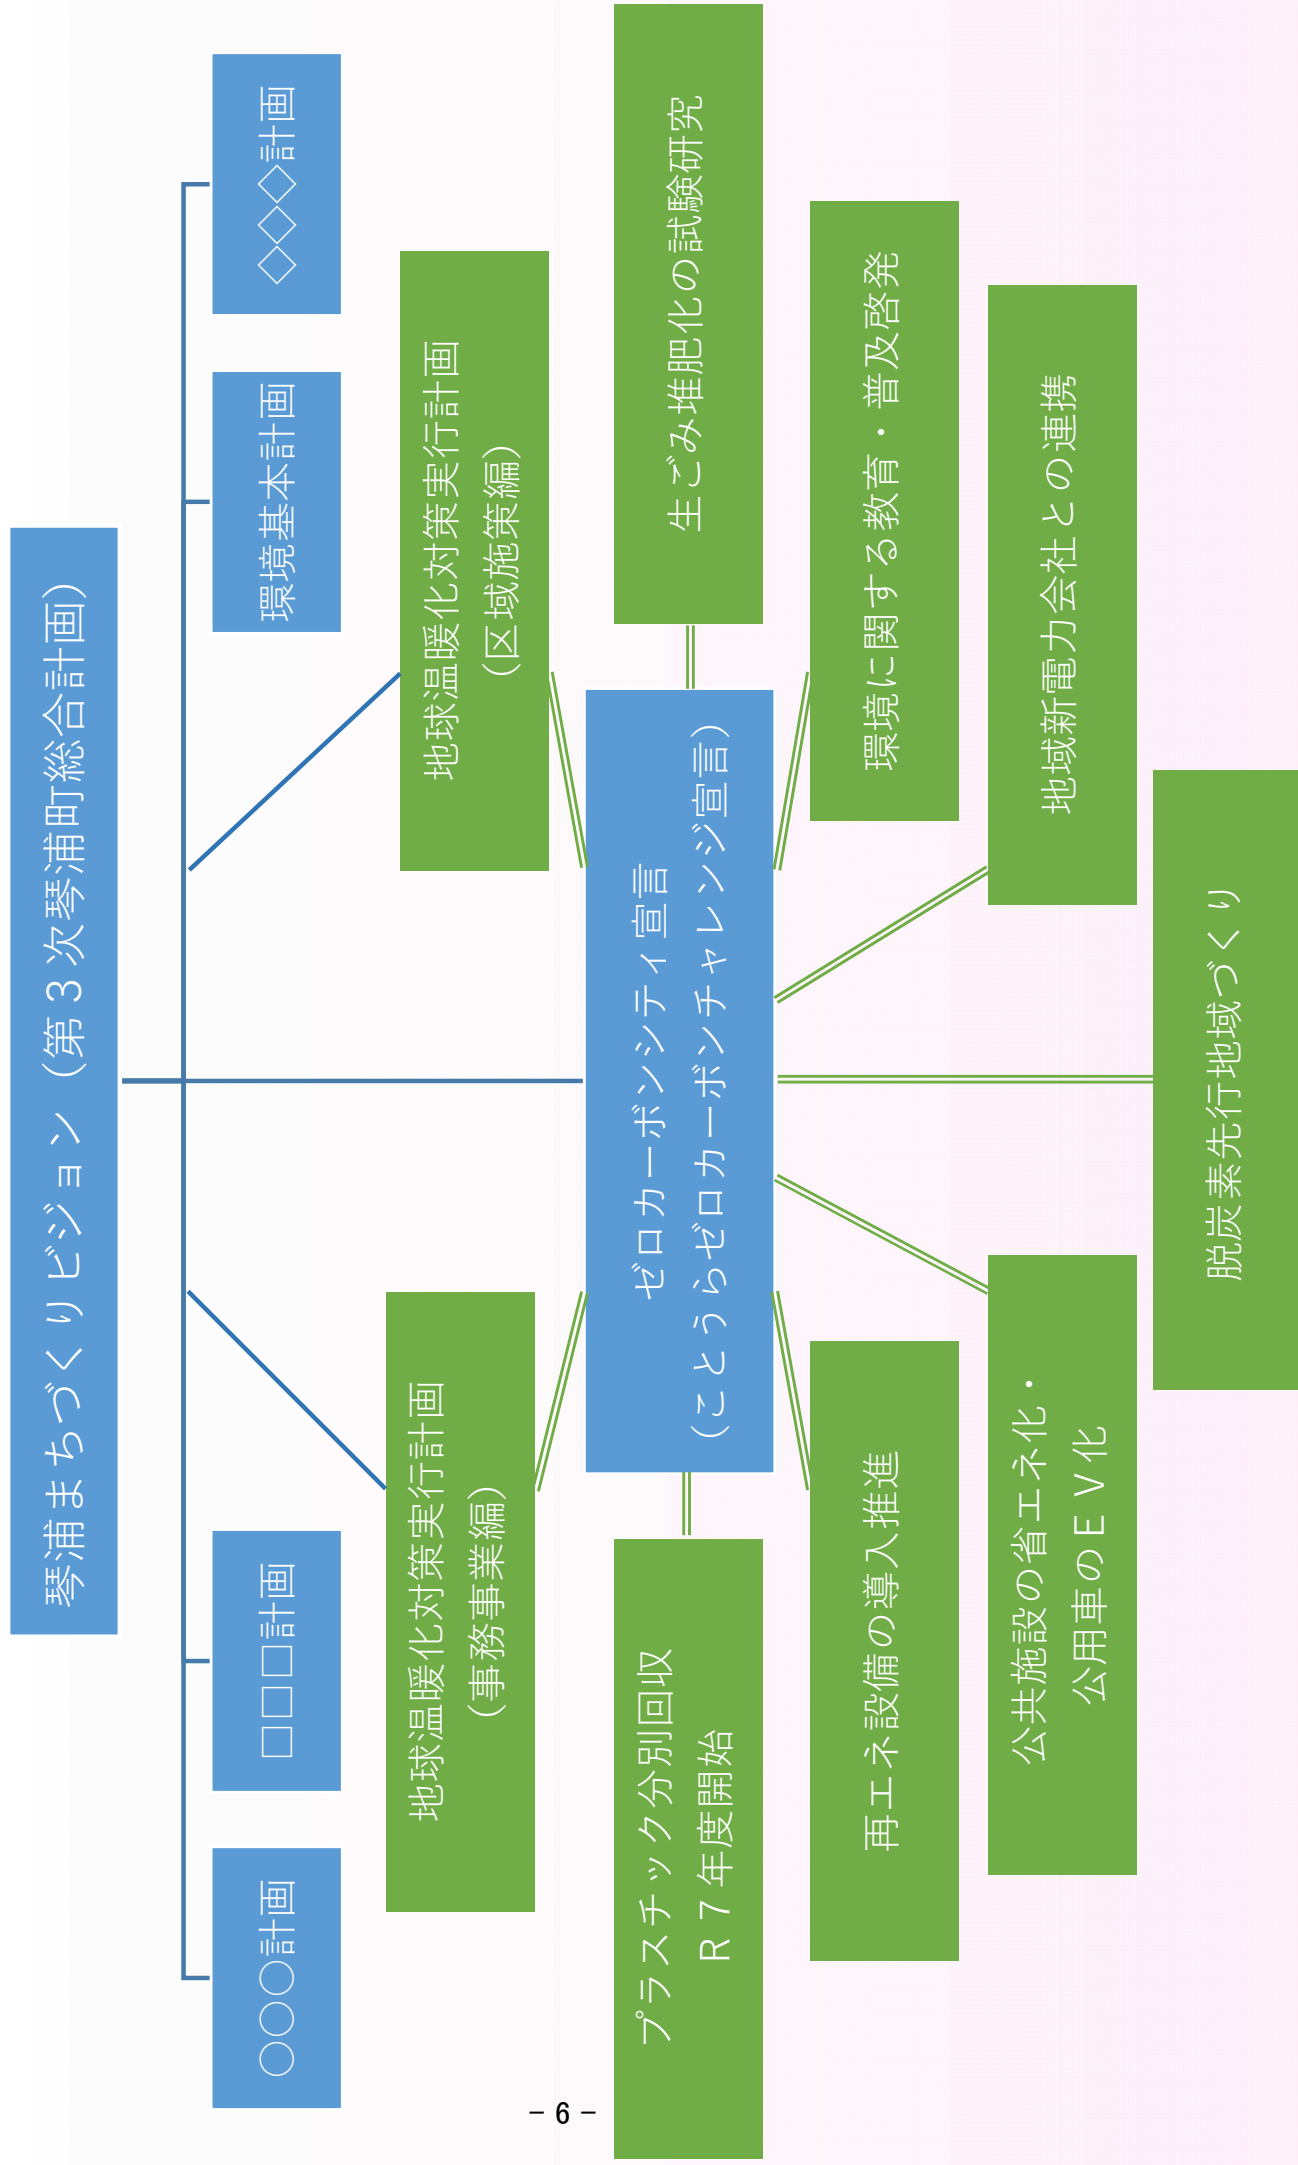 琴浦まちづくりビジョン（第３次琴浦町総合計画）
○○○計画
□□□計画
環境基本計画
◇◇◇計画
地球温暖化対策実行計画
（事務事業編）
地球温暖化対策実行計画
（区域施策編）
ゼロカーボンシティ宣言
（ことうらゼロカーボンチャレンジ宣言）
プラスチック分別回収
Ｒ７年度開始
生ごみ堆肥化の試験研究
再エネ設備の導入推進
環境に関する教育・普及啓発
公共施設の省エネ化・
公用車のＥＶ化
地域新電力会社との連携
脱炭素先行地域づくり
- 6 -